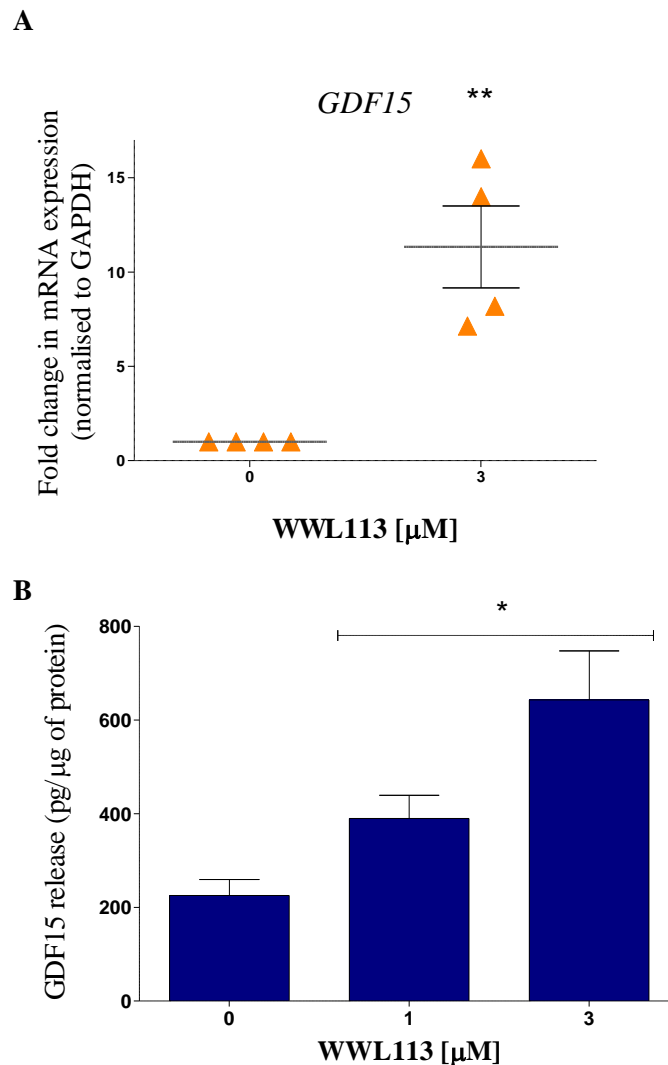 A
GDF15
**
Fold change in mRNA expression
(normalised to GAPDH)
15
10
5
0
0
3
WWL113 [μM]
B
*
GDF15 release (pg/μg of protein)
800
600
400
200
0
0
1
3
WWL113 [μM]